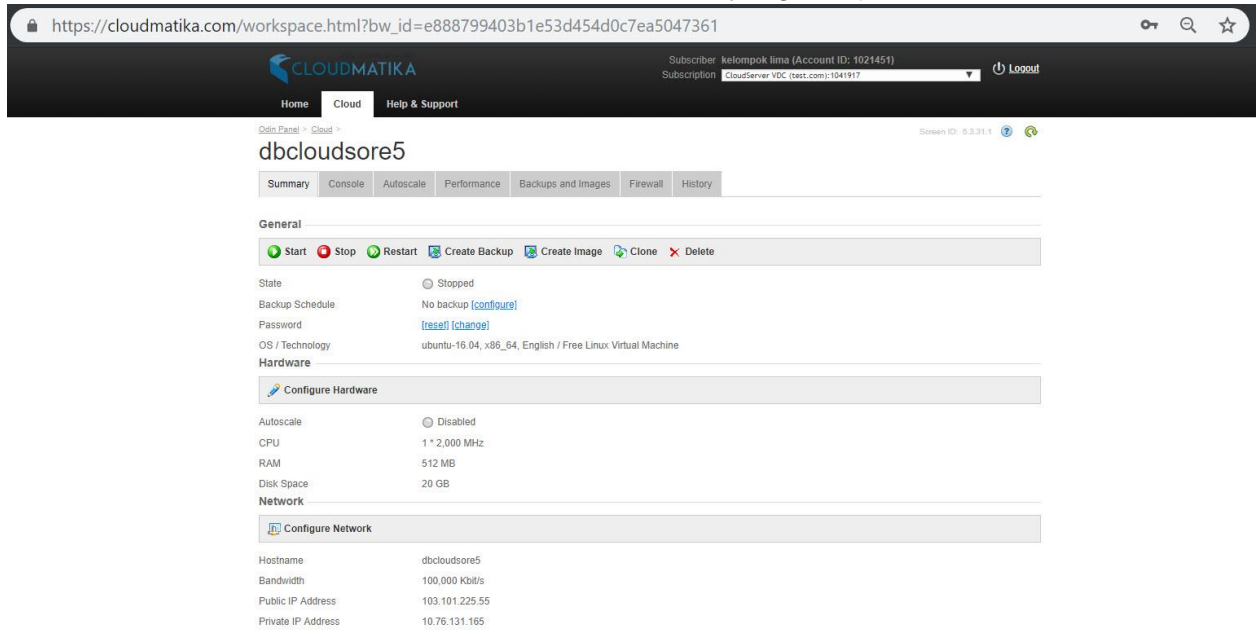 https://cloudmatika.com/workspace.html?bw_id=e888799403b1e53d454d0c7ea5047361
CLOUDMATIKA
Subscriber kelompok lima (Account ID: 1021451)
Subscription CloudServer VDC (test.com):1041917
Logout
Home Cloud Help & Support
Odin Panel > Cloud >
Screen ID: 6.3.31.1
dbcloudsore5
Summary Console Autoscale Performance Backups and Images Firewall History
General
Start Stop Restart Create Backup Create Image Clone Delete
State Stopped
Backup Schedule No backup [configure]
Password [reset] [change]
OS / Technology ubuntu-16.04, x86_64, English / Free Linux Virtual Machine
Hardware
Configure Hardware
Autoscale Disabled
CPU 1 * 2,000 MHz
RAM 512 MB
Disk Space 20 GB
Network
Configure Network
Hostname dbcloudsore5
Bandwidth 100,000 Kbit/s
Public IP Address 103.101.225.55
Private IP Address 10.76.131.165